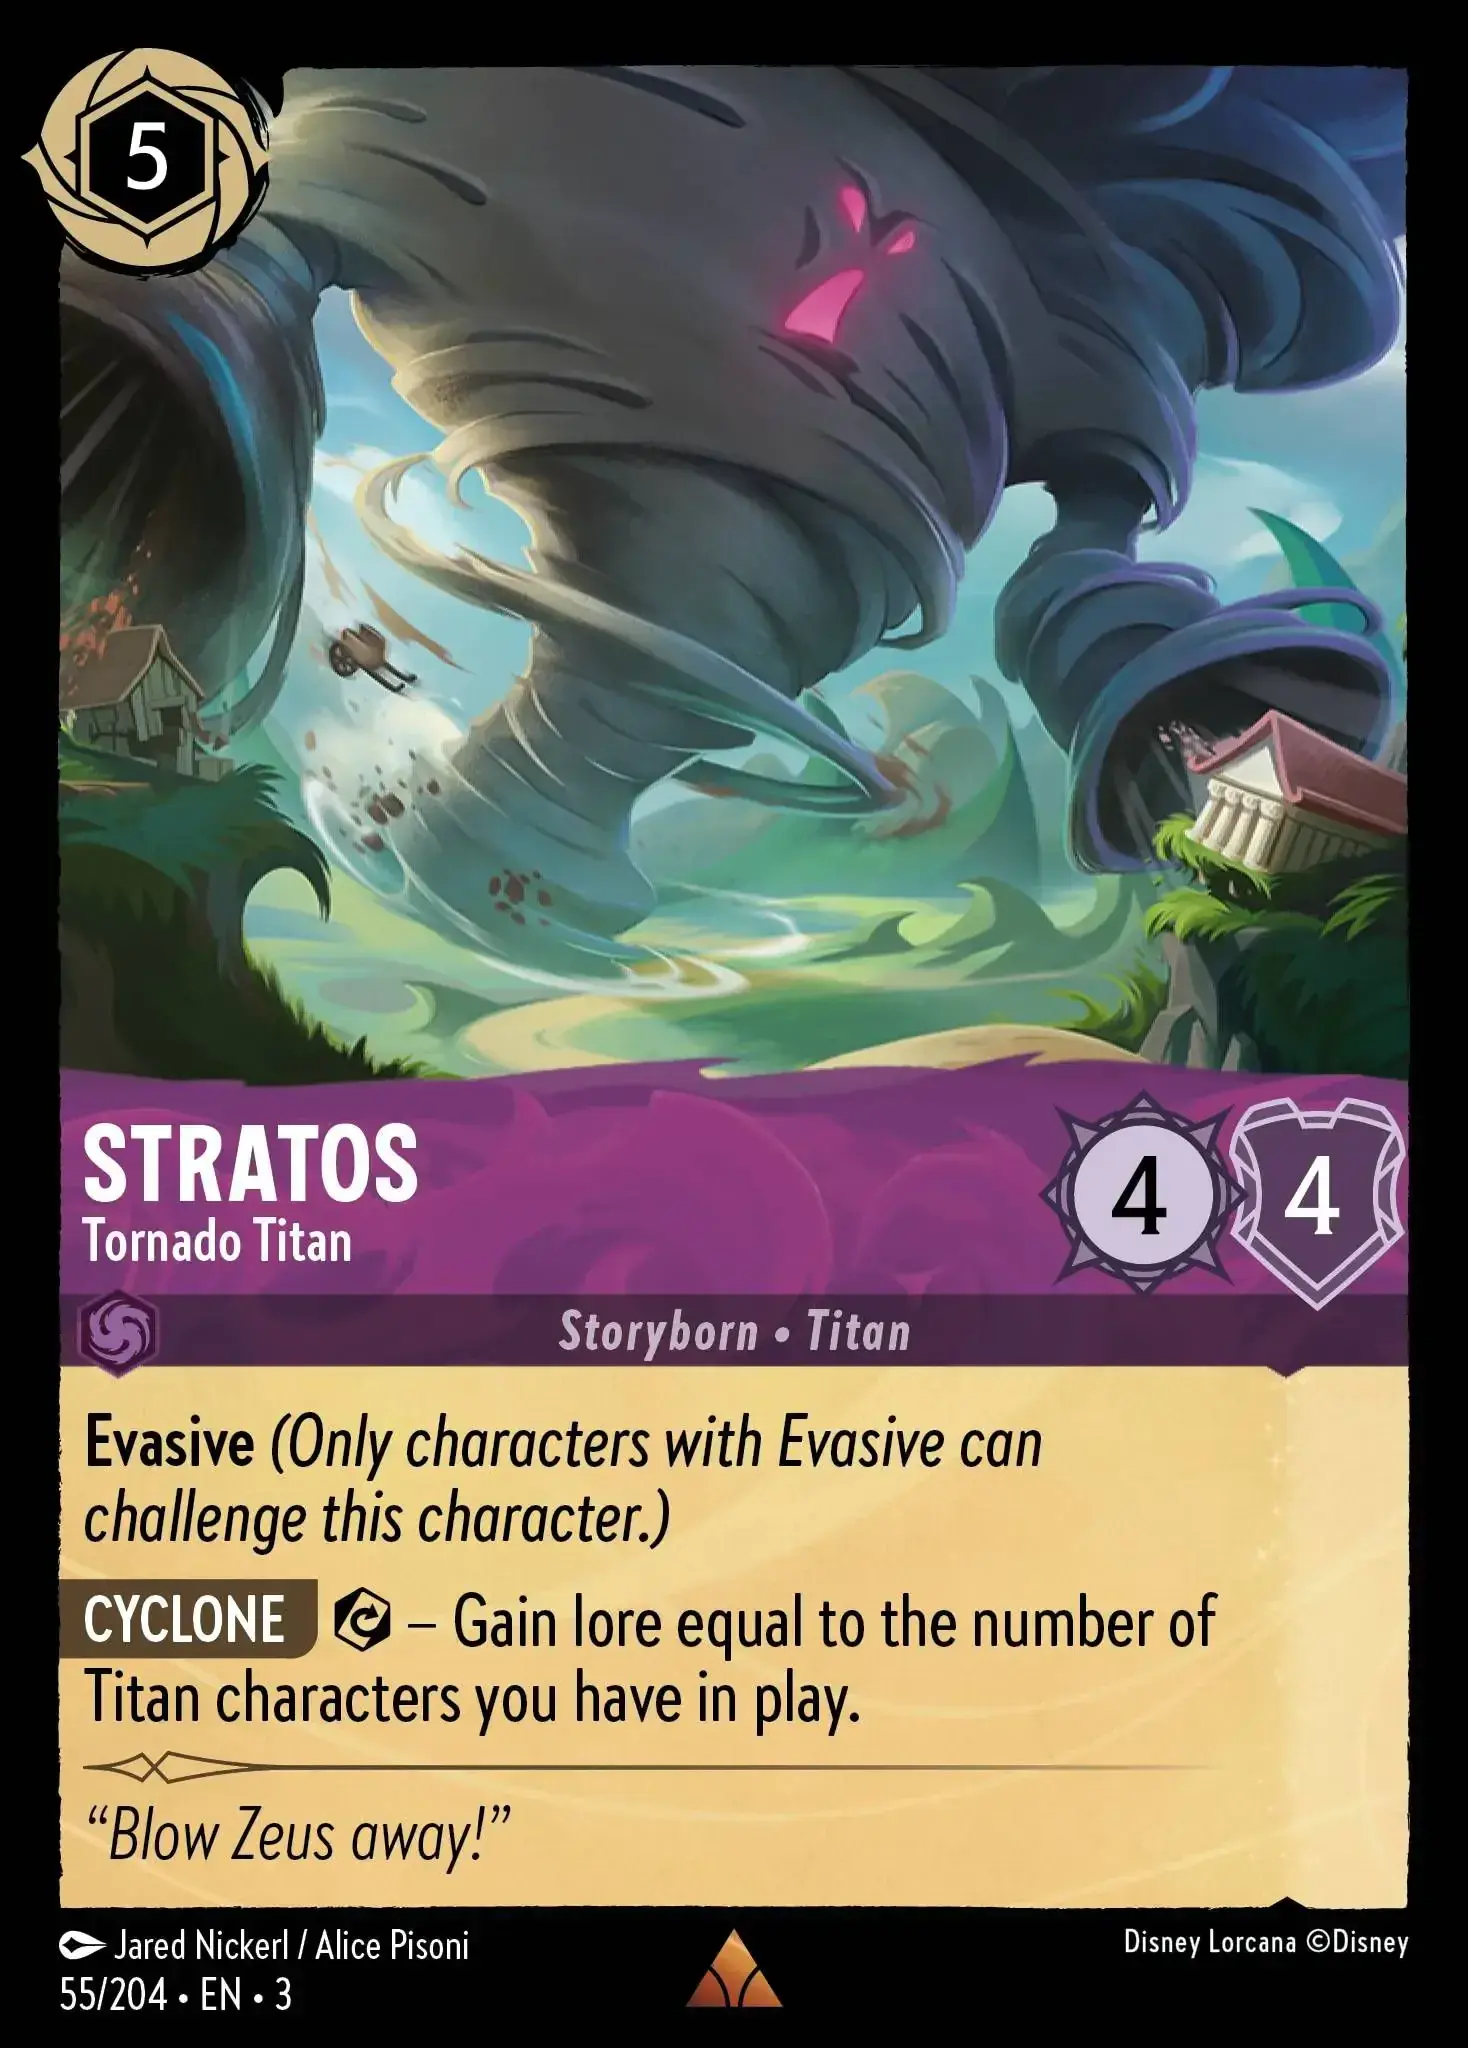 5
STRATOS
Tornado Titan
4
4
Storyborn • Titan
Evasive (Only characters with Evasive can
challenge this character.)
CYCLONE – Gain lore equal to the number of
Titan characters you have in play.
“Blow Zeus away!”
Jared Nickerl / Alice Pisoni
Disney Lorcana ©Disney
55/204 • EN • 3